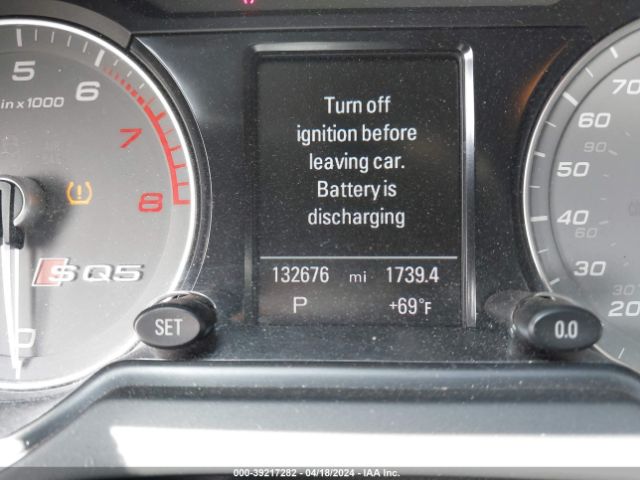 5
6
7
8
in x 1000
SQ5
Turn off
ignition before
leaving car.
Battery is
discharging
132676 mi 1739.4
P +69°F
SET
0.0
70
60
90
50
40
60
30
30
20
000-39217282 - 04/18/2024 - IAA Inc.